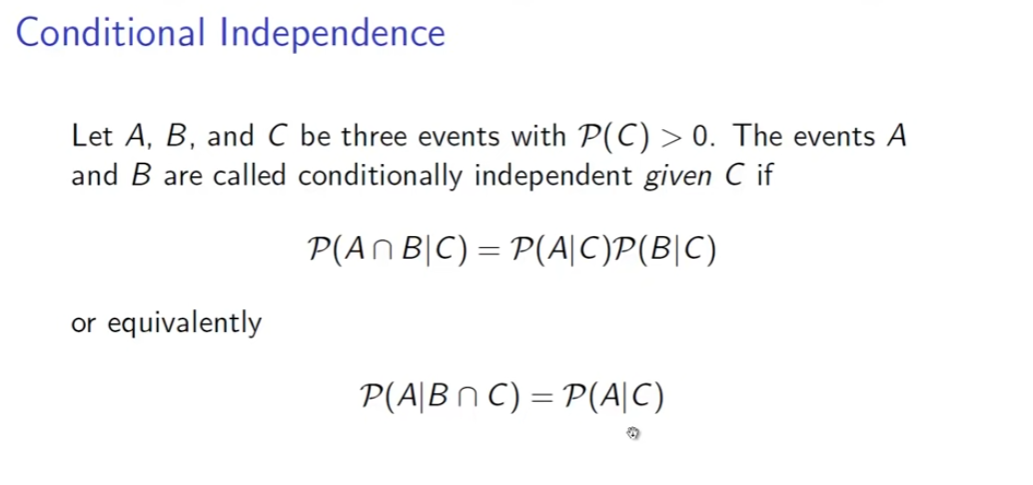 Conditional Independence
Let A, B, and C be three events with 𝒫(C) > 0. The events A
and B are called conditionally independent given C if
𝒫(A ∩ B|C) = 𝒫(A|C)𝒫(B|C)
or equivalently
𝒫(A|B ∩ C) = 𝒫(A|C)